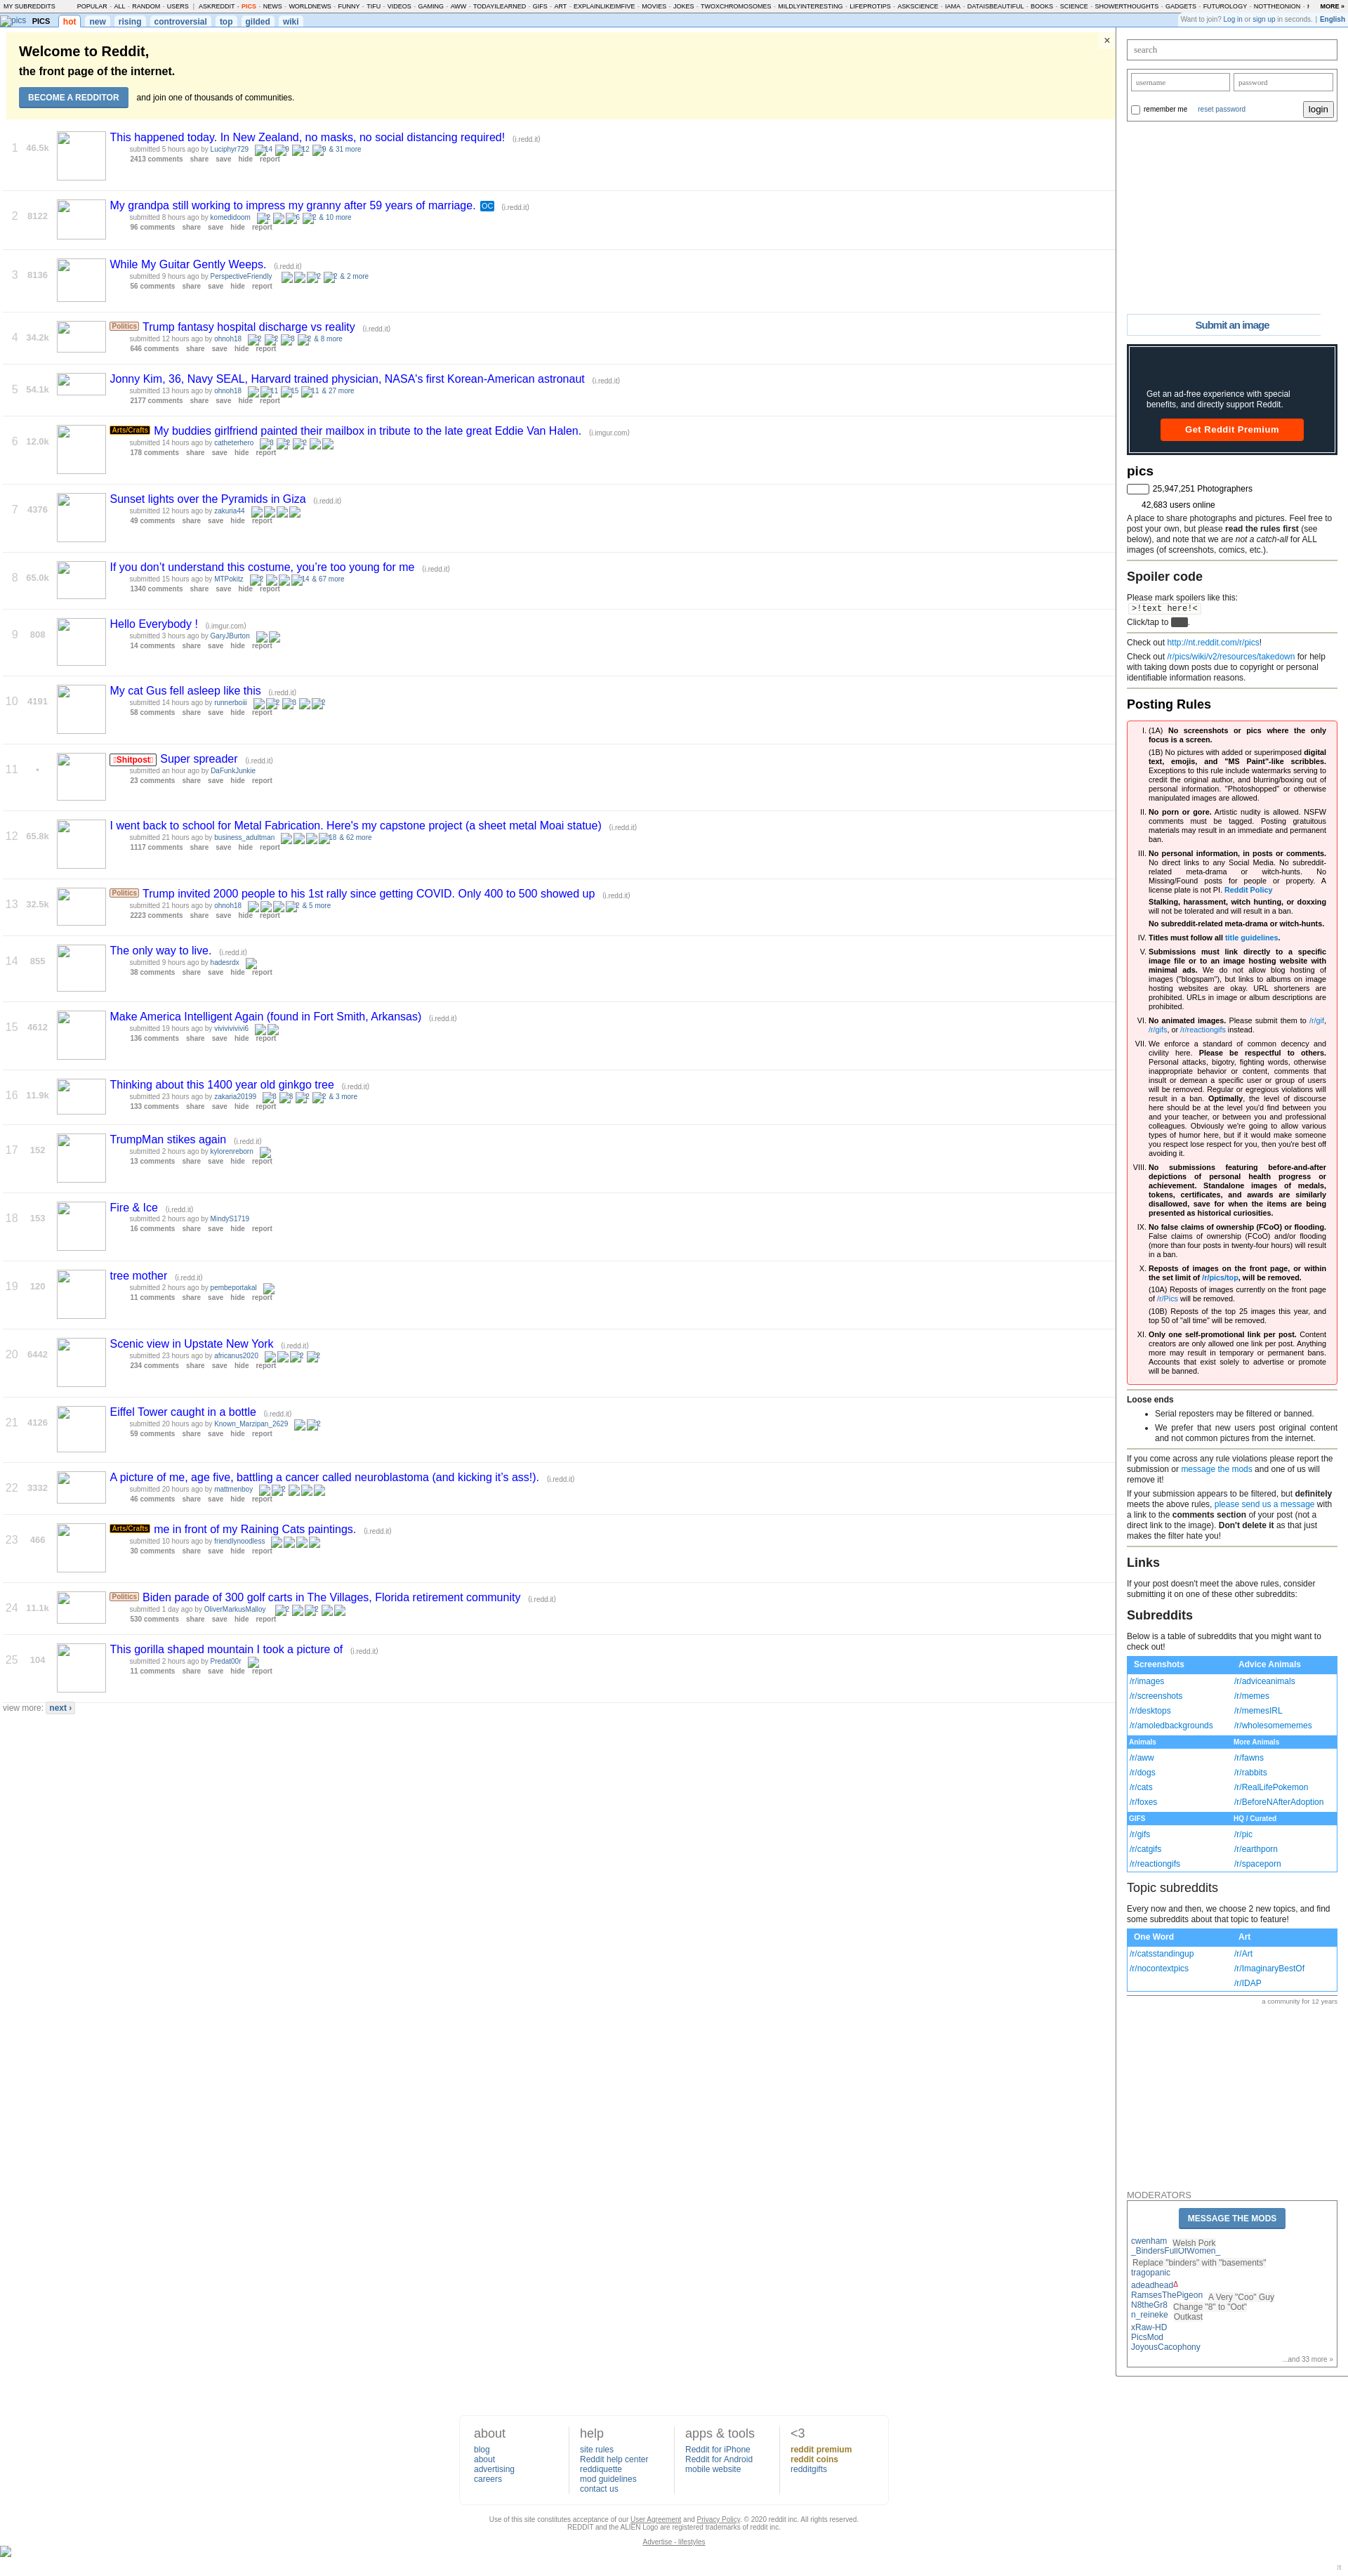 MY SUBREDDITS POPULAR - ALL - RANDOM - USERS | ASKREDDIT - PICS - NEWS - WORLDNEWS - FUNNY - TIFU - VIDEOS - GAMING - AWW - TODAYILEARNED - GIFS - ART - EXPLAINLIKEIMFIVE - MOVIES - JOKES - TWOXCHROMOSOMES - MILDLYINTERESTING - LIFEPROTIPS - ASKSCIENCE - IAMA - DATAISBEAUTIFUL - BOOKS - SCIENCE - SHOWERTHOUGHTS - GADGETS - FUTUROLOGY - NOTTHEONION - MORE »
pics PICS hot new rising controversial top gilded wiki
Want to join? Log in or sign up in seconds. | English
Welcome to Reddit,
the front page of the internet.
BECOME A REDDITOR and join one of thousands of communities.
×
1 46.5k This happened today. In New Zealand, no masks, no social distancing required! (i.redd.it)
submitted 5 hours ago by Luciphyr729 14 9 12 9 & 31 more
2413 comments share save hide report
2 8122 My grandpa still working to impress my granny after 59 years of marriage. OC (i.redd.it)
submitted 8 hours ago by komedidoom 2 6 2 & 10 more
96 comments share save hide report
3 8136 While My Guitar Gently Weeps. (i.redd.it)
submitted 9 hours ago by PerspectiveFriendly 2 2 & 2 more
56 comments share save hide report
4 34.2k Politics Trump fantasy hospital discharge vs reality (i.redd.it)
submitted 12 hours ago by ohnoh18 2 2 3 2 & 8 more
646 comments share save hide report
5 54.1k Jonny Kim, 36, Navy SEAL, Harvard trained physician, NASA's first Korean-American astronaut (i.redd.it)
submitted 13 hours ago by ohnoh18 11 15 11 & 27 more
2177 comments share save hide report
6 12.0k Arts/Crafts My buddies girlfriend painted their mailbox in tribute to the late great Eddie Van Halen. (i.imgur.com)
submitted 14 hours ago by catheterhero 3 2 2
178 comments share save hide report
7 4376 Sunset lights over the Pyramids in Giza (i.redd.it)
submitted 12 hours ago by zakuria44
49 comments share save hide report
8 65.0k If you don’t understand this costume, you’re too young for me (i.redd.it)
submitted 15 hours ago by MTPokitz 2 14 & 67 more
1340 comments share save hide report
9 808 Hello Everybody ! (i.imgur.com)
submitted 3 hours ago by GaryJBurton
14 comments share save hide report
10 4191 My cat Gus fell asleep like this (i.redd.it)
submitted 14 hours ago by runnerboiii 2 3 2
58 comments share save hide report
11 • Shitpost Super spreader (i.redd.it)
submitted an hour ago by DaFunkJunkie
23 comments share save hide report
12 65.8k I went back to school for Metal Fabrication. Here's my capstone project (a sheet metal Moai statue) (i.redd.it)
submitted 21 hours ago by business_adultman 18 & 62 more
1117 comments share save hide report
13 32.5k Politics Trump invited 2000 people to his 1st rally since getting COVID. Only 400 to 500 showed up (i.redd.it)
submitted 21 hours ago by ohnoh18 2 & 5 more
2223 comments share save hide report
14 855 The only way to live. (i.redd.it)
submitted 9 hours ago by hadesrdx
38 comments share save hide report
15 4612 Make America Intelligent Again (found in Fort Smith, Arkansas) (i.redd.it)
submitted 19 hours ago by vivivivivi6
136 comments share save hide report
16 11.9k Thinking about this 1400 year old ginkgo tree (i.redd.it)
submitted 23 hours ago by zakaria20199 3 3 2 2 & 3 more
133 comments share save hide report
17 152 TrumpMan stikes again (i.redd.it)
submitted 2 hours ago by kylorenreborn
13 comments share save hide report
18 153 Fire & Ice (i.redd.it)
submitted 2 hours ago by MindyS1719
16 comments share save hide report
19 120 tree mother (i.redd.it)
submitted 2 hours ago by pembeportakal
11 comments share save hide report
20 6442 Scenic view in Upstate New York (i.redd.it)
submitted 23 hours ago by africanus2020 2 2
234 comments share save hide report
21 4126 Eiffel Tower caught in a bottle (i.redd.it)
submitted 20 hours ago by Known_Marzipan_2629 2
59 comments share save hide report
22 3332 A picture of me, age five, battling a cancer called neuroblastoma (and kicking it’s ass!). (i.redd.it)
submitted 20 hours ago by mattmenboy 2
46 comments share save hide report
23 466 Arts/Crafts me in front of my Raining Cats paintings. (i.redd.it)
submitted 10 hours ago by friendlynoodless
30 comments share save hide report
24 11.1k Politics Biden parade of 300 golf carts in The Villages, Florida retirement community (i.redd.it)
submitted 1 day ago by OliverMarkusMalloy 2 2
530 comments share save hide report
25 104 This gorilla shaped mountain I took a picture of (i.redd.it)
submitted 2 hours ago by Predat00r
11 comments share save hide report
view more: next ›
search
username password
remember me reset password login
Submit an image
Get an ad-free experience with special
benefits, and directly support Reddit.
Get Reddit Premium
pics
25,947,251 Photographers
42,683 users online
A place to share photographs and pictures. Feel free to
post your own, but please read the rules first (see
below), and note that we are not a catch-all for ALL
images (of screenshots, comics, etc.).
Spoiler code
Please mark spoilers like this:
>!text here!<
Click/tap to .
Check out http://nt.reddit.com/r/pics!
Check out /r/pics/wiki/v2/resources/takedown for help
with taking down posts due to copyright or personal
identifiable information reasons.
Posting Rules
I. (1A) No screenshots or pics where the only
focus is a screen.
(1B) No pictures with added or superimposed digital
text, emojis, and "MS Paint"-like scribbles.
Exceptions to this rule include watermarks serving to
credit the original author, and blurring/boxing out of
personal information. "Photoshopped" or otherwise
manipulated images are allowed.
II. No porn or gore. Artistic nudity is allowed. NSFW
comments must be tagged. Posting gratuitous
materials may result in an immediate and permanent
ban.
III. No personal information, in posts or comments.
No direct links to any Social Media. No subreddit-
related meta-drama or witch-hunts. No
Missing/Found posts for people or property. A
license plate is not PI. Reddit Policy
Stalking, harassment, witch hunting, or doxxing
will not be tolerated and will result in a ban.
No subreddit-related meta-drama or witch-hunts.
IV. Titles must follow all title guidelines.
V. Submissions must link directly to a specific
image file or to an image hosting website with
minimal ads. We do not allow blog hosting of
images ("blogspam"), but links to albums on image
hosting websites are okay. URL shorteners are
prohibited. URLs in image or album descriptions are
prohibited.
VI. No animated images. Please submit them to /r/gif,
/r/gifs, or /r/reactiongifs instead.
VII. We enforce a standard of common decency and
civility here. Please be respectful to others.
Personal attacks, bigotry, fighting words, otherwise
inappropriate behavior or content, comments that
insult or demean a specific user or group of users
will be removed. Regular or egregious violations will
result in a ban. Optimally, the level of discourse
here should be at the level you'd find between you
and your teacher, or between you and professional
colleagues. Obviously we're going to allow various
types of humor here, but if it would make someone
you respect lose respect for you, then you're best off
avoiding it.
VIII. No submissions featuring before-and-after
depictions of personal health progress or
achievement. Standalone images of medals,
tokens, certificates, and awards are similarly
disallowed, save for when the items are being
presented as historical curiosities.
IX. No false claims of ownership (FCoO) or flooding.
False claims of ownership (FCoO) and/or flooding
(more than four posts in twenty-four hours) will result
in a ban.
X. Reposts of images on the front page, or within
the set limit of /r/pics/top, will be removed.
(10A) Reposts of images currently on the front page
of /r/Pics will be removed.
(10B) Reposts of the top 25 images this year, and
top 50 of "all time" will be removed.
XI. Only one self-promotional link per post. Content
creators are only allowed one link per post. Anything
more may result in temporary or permanent bans.
Accounts that exist solely to advertise or promote
will be banned.
Loose ends
• Serial reposters may be filtered or banned.
• We prefer that new users post original content
and not common pictures from the internet.
If you come across any rule violations please report the
submission or message the mods and one of us will
remove it!
If your submission appears to be filtered, but definitely
meets the above rules, please send us a message with
a link to the comments section of your post (not a
direct link to the image). Don't delete it as that just
makes the filter hate you!
Links
If your post doesn't meet the above rules, consider
submitting it on one of these other subreddits:
Subreddits
Below is a table of subreddits that you might want to
check out!
Screenshots Advice Animals
/r/images /r/adviceanimals
/r/screenshots /r/memes
/r/desktops /r/memesIRL
/r/amoledbackgrounds /r/wholesomememes
Animals More Animals
/r/aww /r/fawns
/r/dogs /r/rabbits
/r/cats /r/RealLifePokemon
/r/foxes /r/BeforeNAfterAdoption
GIFS HQ / Curated
/r/gifs /r/pic
/r/catgifs /r/earthporn
/r/reactiongifs /r/spaceporn
Topic subreddits
Every now and then, we choose 2 new topics, and find
some subreddits about that topic to feature!
One Word Art
/r/catsstandingup /r/Art
/r/nocontextpics /r/ImaginaryBestOf
/r/IDAP
a community for 12 years
MODERATORS
MESSAGE THE MODS
cwenham Welsh Pork
_BindersFullOfWomen_
Replace "binders" with "basements"
tragopanic
adeadheadΔ
RamsesThePigeon A Very "Coo" Guy
N8theGr8 Change "8" to "Oot"
n_reineke Outkast
xRaw-HD
PicsMod
JoyousCacophony
...and 33 more »
about help apps & tools <3
blog site rules Reddit for iPhone reddit premium
about Reddit help center Reddit for Android reddit coins
advertising reddiquette mobile website redditgifts
careers mod guidelines
contact us
Use of this site constitutes acceptance of our User Agreement and Privacy Policy. © 2020 reddit inc. All rights reserved.
REDDIT and the ALIEN Logo are registered trademarks of reddit inc.
Advertise - lifestyles
π